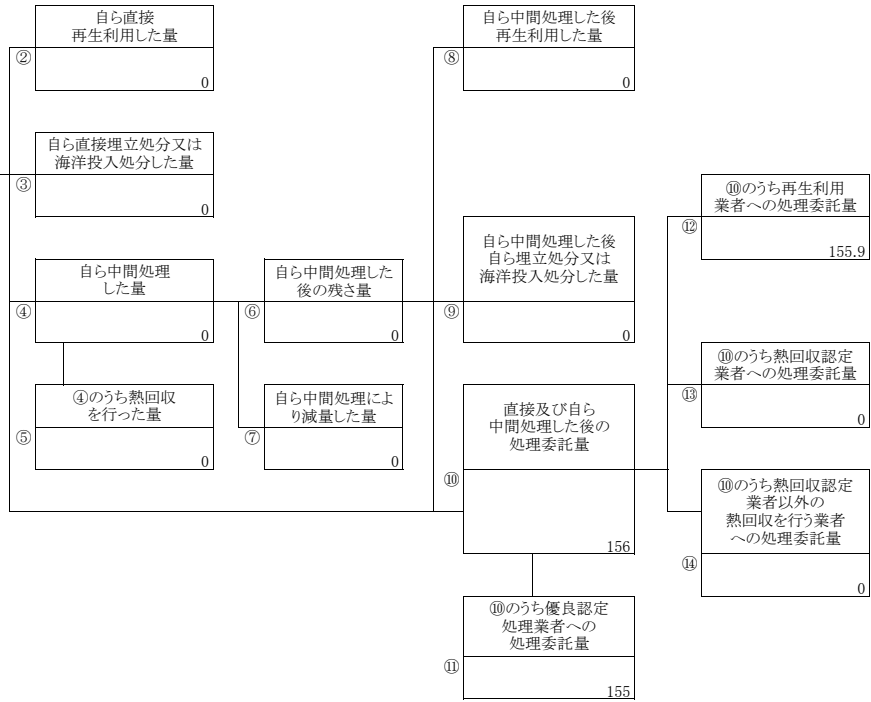 自ら直接
再生利用した量
②
0
自ら直接埋立処分又は
海洋投入処分した量
③
0
自ら中間処理
した量
④
0
④のうち熱回収
を行った量
⑤
0
自ら中間処理した
後の残さ量
⑥
0
自ら中間処理によ
り減量した量
⑦
0
自ら中間処理した後
再生利用した量
⑧
0
自ら中間処理した後
自ら埋立処分又は
海洋投入処分した量
⑨
0
直接及び自ら
中間処理した後の
処理委託量
⑩
156
⑩のうち優良認定
処理業者への
処理委託量
⑪
155
⑩のうち再生利用
業者への処理委託量
⑫
155.9
⑩のうち熱回収認定
業者への処理委託量
⑬
0
⑩のうち熱回収認定
業者以外の
熱回収を行う業者
への処理委託量
⑭
0